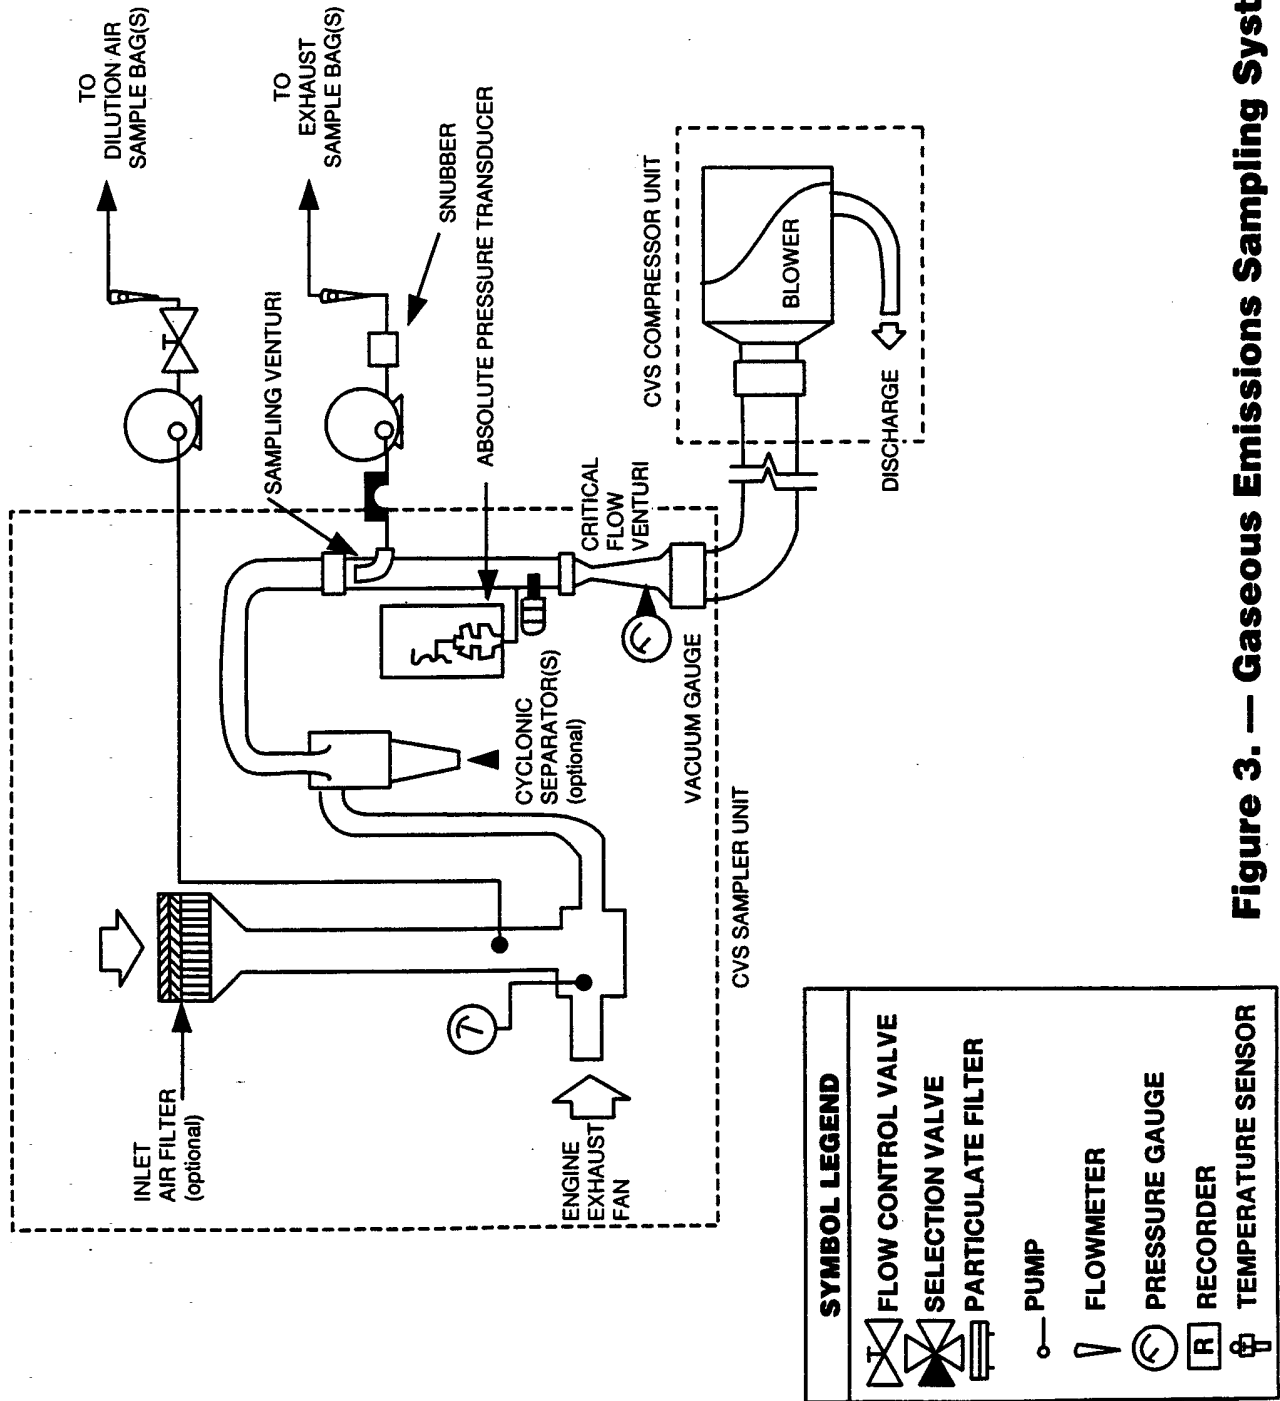 TO
DILUTION AIR
SAMPLE BAG(S)
TO
EXHAUST
SAMPLE BAG(S)
SNUBBER
SAMPLING VENTURI
ABSOLUTE PRESSURE TRANSDUCER
CVS COMPRESSOR UNIT
BLOWER
DISCHARGE
CRITICAL
FLOW
VENTURI
CYCLONIC
SEPARATOR(S)
(optional)
VACUUM GAUGE
CVS SAMPLER UNIT
INLET
AIR FILTER
(optional)
ENGINE
EXHAUST
FAN
SYMBOL LEGEND
FLOW CONTROL VALVE
SELECTION VALVE
PARTICULATE FILTER
PUMP
FLOWMETER
PRESSURE GAUGE
R RECORDER
T TEMPERATURE SENSOR
Figure 3. — Gaseous Emissions Sampling Syst